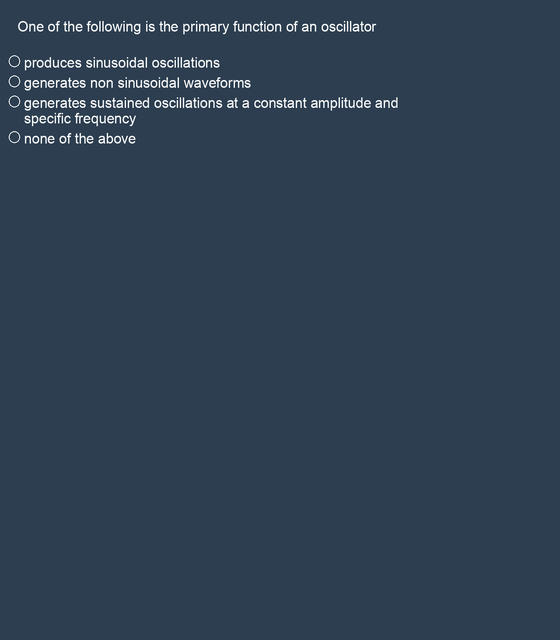 One of the following is the primary function of an oscillator
produces sinusoidal oscillations
generates non sinusoidal waveforms
generates sustained oscillations at a constant amplitude and
specific frequency
none of the above